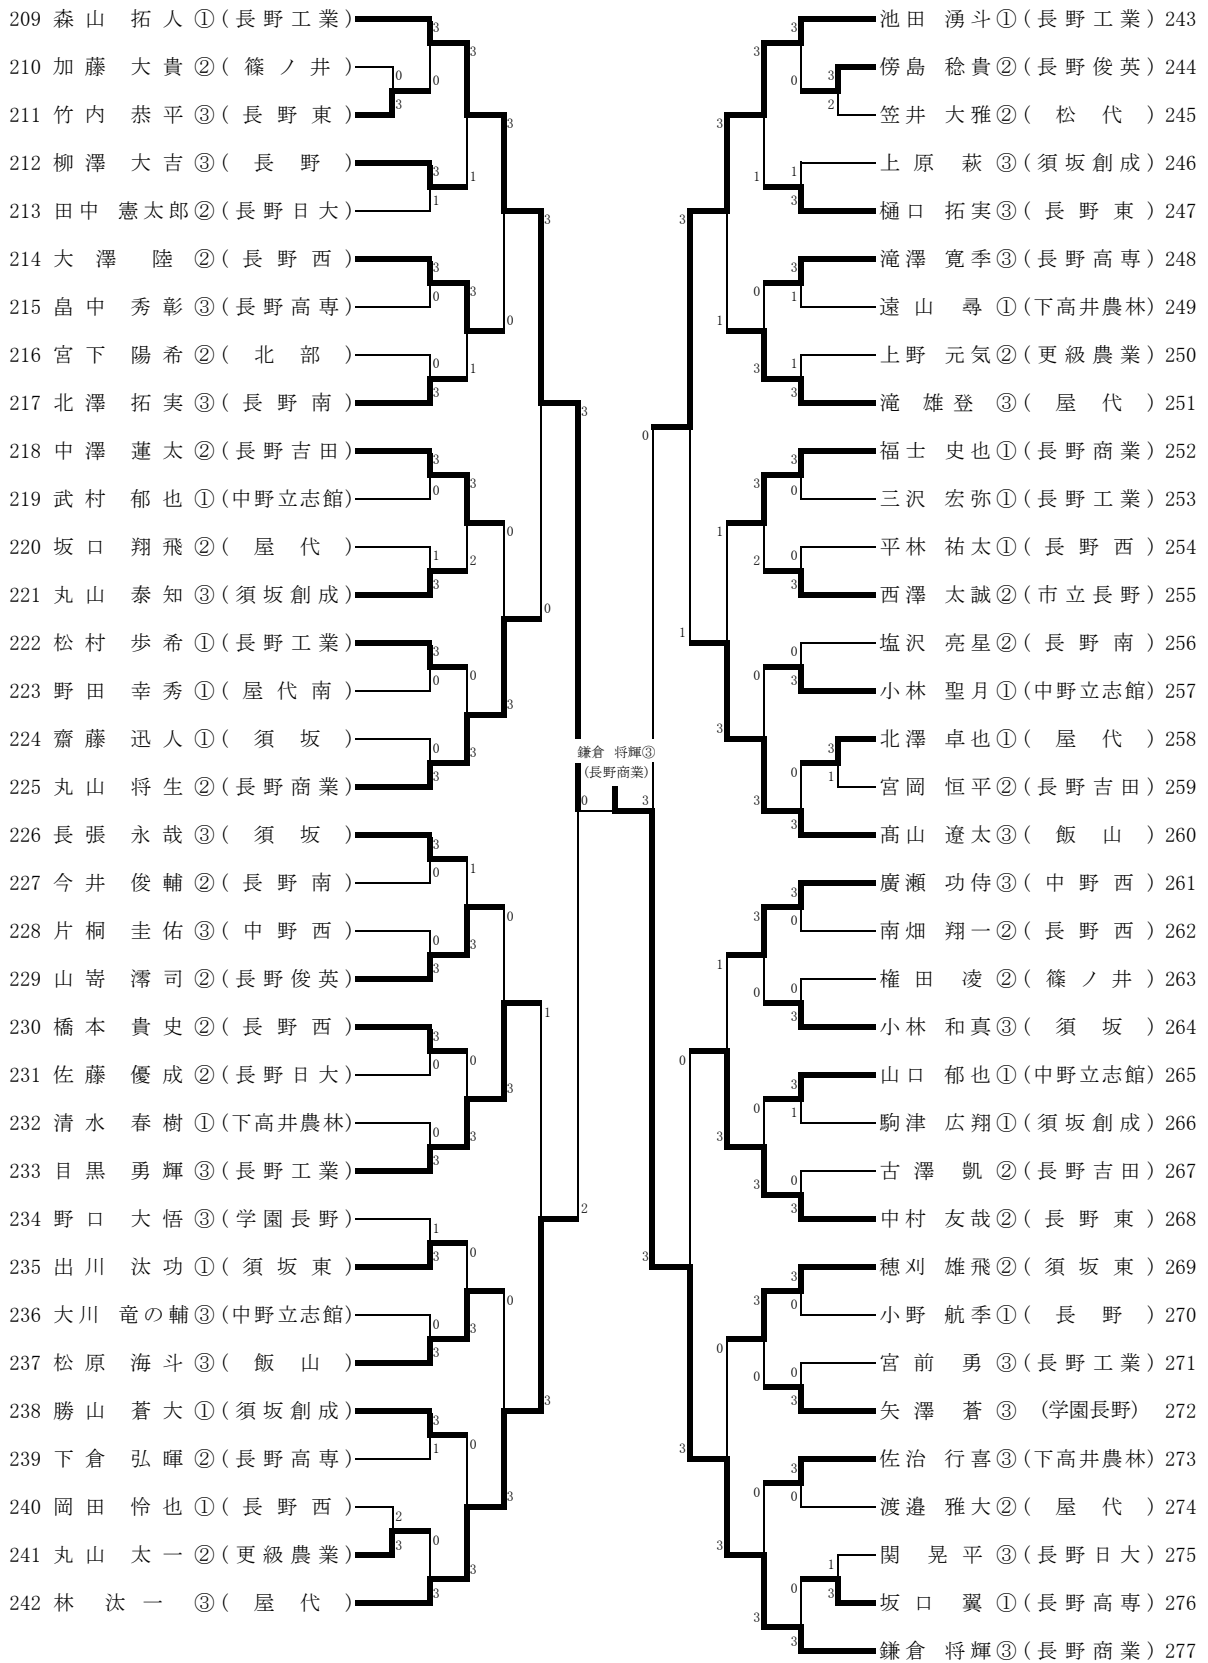 209 森山 拓人 ① (長野工業)
210 加藤 大貴 ② (篠ノ井)
211 竹内 恭平 ③ (長野東)
212 柳澤 大吉 ③ (長野)
213 田中 憲太郎 ② (長野日大)
214 大澤 陸 ② (長野西)
215 畠中 秀彰 ③ (長野高専)
216 宮下 陽希 ② (北部)
217 北澤 拓実 ③ (長野南)
218 中澤 蓮太 ② (長野吉田)
219 武村 郁也 ① (中野立志館)
220 坂口 翔飛 ② (屋代)
221 丸山 泰知 ③ (須坂創成)
222 松村 歩希 ① (長野工業)
223 野田 幸秀 ① (屋代南)
224 齋藤 迅人 ① (須坂)
225 丸山 将生 ② (長野商業)
226 長張 永哉 ③ (須坂)
227 今井 俊輔 ② (長野南)
228 片桐 圭佑 ③ (中野西)
229 山嵜 澪司 ② (長野俊英)
230 橋本 貴史 ② (長野西)
231 佐藤 優成 ② (長野日大)
232 清水 春樹 ① (下高井農林)
233 目黒 勇輝 ③ (長野工業)
234 野口 大悟 ③ (学園長野)
235 出川 汰功 ① (須坂東)
236 大川 竜の輔 ③ (中野立志館)
237 松原 海斗 ③ (飯山)
238 勝山 蒼大 ① (須坂創成)
239 下倉 弘暉 ② (長野高専)
240 岡田 怜也 ① (長野西)
241 丸山 太一 ② (更級農業)
242 林 汰一 ③ (屋代)
鎌倉 将輝③
(長野商業)
池田 湧斗 ① (長野工業) 243
傍島 稔貴 ② (長野俊英) 244
笠井 大雅 ② (松代) 245
上原 萩 ③ (須坂創成) 246
樋口 拓実 ③ (長野東) 247
滝澤 寛季 ③ (長野高専) 248
遠山 尋 ① (下高井農林) 249
上野 元気 ② (更級農業) 250
滝 雄登 ③ (屋代) 251
福士 史也 ① (長野商業) 252
三沢 宏弥 ① (長野工業) 253
平林 祐太 ① (長野西) 254
西澤 太誠 ② (市立長野) 255
塩沢 亮星 ② (長野南) 256
小林 聖月 ① (中野立志館) 257
北澤 卓也 ① (屋代) 258
宮岡 恒平 ② (長野吉田) 259
髙山 遼太 ③ (飯山) 260
廣瀬 功侍 ③ (中野西) 261
南畑 翔一 ② (長野西) 262
権田 凌 ② (篠ノ井) 263
小林 和真 ③ (須坂) 264
山口 郁也 ① (中野立志館) 265
駒津 広翔 ① (須坂創成) 266
古澤 凱 ② (長野吉田) 267
中村 友哉 ② (長野東) 268
穂刈 雄飛 ② (須坂東) 269
小野 航季 ① (長野) 270
宮前 勇 ③ (長野工業) 271
矢澤 蒼 ③ (学園長野) 272
佐治 行喜 ③ (下高井農林) 273
渡邉 雅大 ② (屋代) 274
関 晃平 ③ (長野日大) 275
坂口 翼 ① (長野高専) 276
鎌倉 将輝 ③ (長野商業) 277